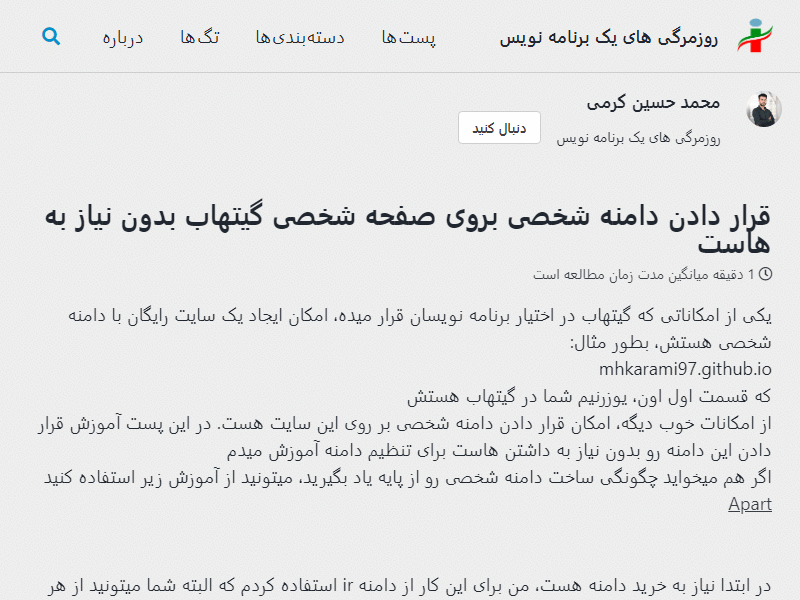 روزمرگی های یک برنامه نویس
پست‌ها
دسته‌بندی‌ها
تگ‌ها
درباره
محمد حسین کرمی
روزمرگی های یک برنامه نویس
دنبال کنید
قرار دادن دامنه شخصی بروی صفحه شخصی گیتهاب بدون نیاز به
هاست
1 دقیقه میانگین مدت زمان مطالعه است
یکی از امکاناتی که گیتهاب در اختیار برنامه نویسان قرار میده، امکان ایجاد یک سایت رایگان با دامنه
شخصی هستش، بطور مثال:
mhkarami97.github.io
که قسمت اول اون، یوزرنیم شما در گیتهاب هستش
از امکانات خوب دیگه، امکان قرار دادن دامنه شخصی بر روی این سایت هست. در این پست آموزش قرار
دادن این دامنه رو بدون نیاز به داشتن هاست برای تنظیم دامنه آموزش میدم
اگر هم میخواید چگونگی ساخت دامنه شخصی رو از پایه یاد بگیرید، میتونید از آموزش زیر استفاده کنید
Apart
در ابتدا نیاز به خرید دامنه هست، من برای این کار از دامنه ir استفاده کردم که البته شما میتونید از هر